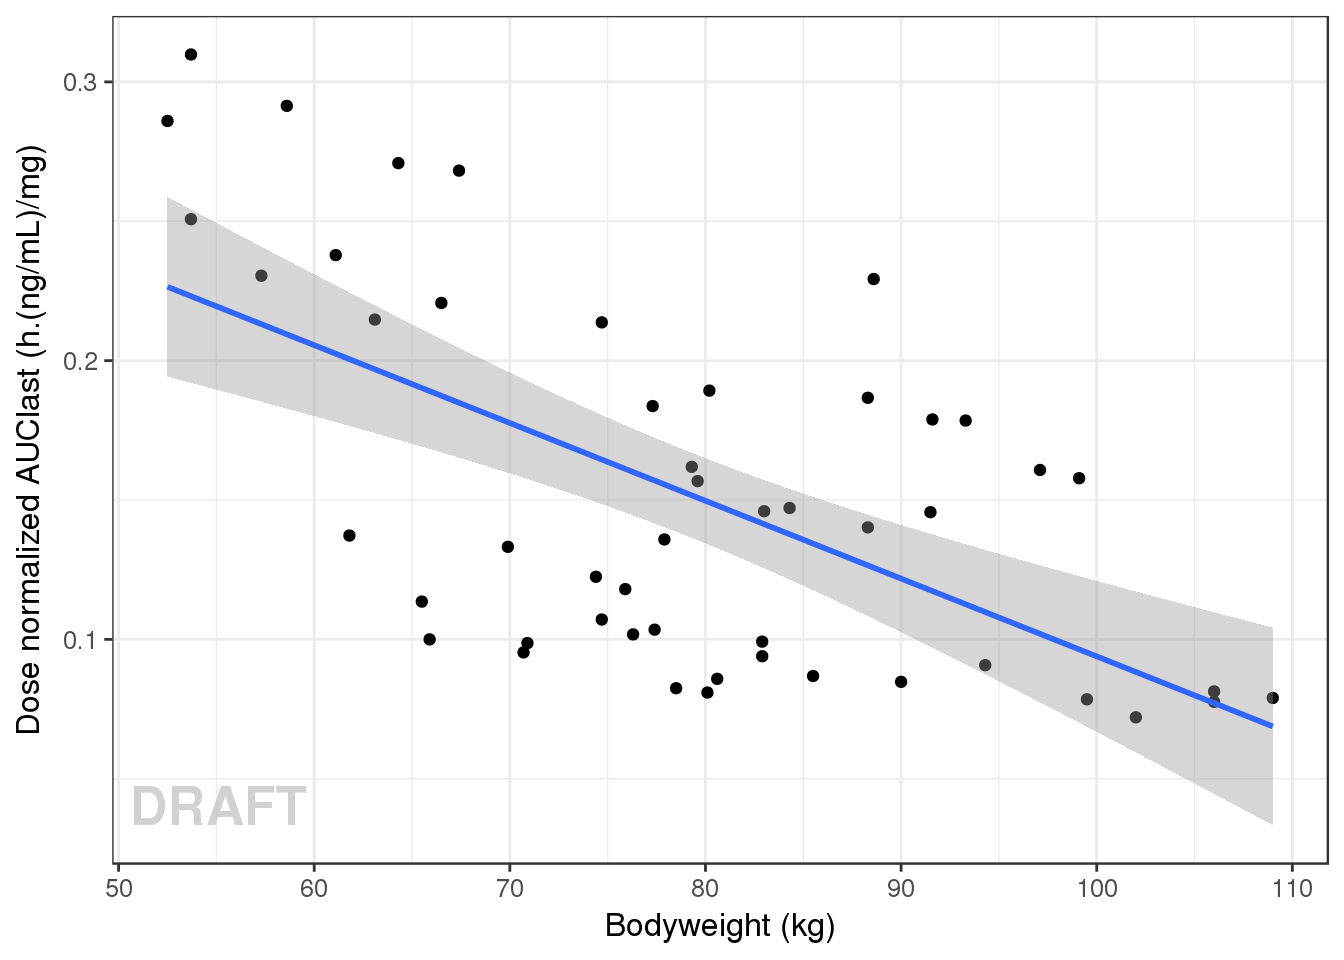 Dose normalized AUClast (h.(ng/mL)/mg)
0.3
0.2
0.1
DRAFT
50 60 70 80 90 100 110
Bodyweight (kg)